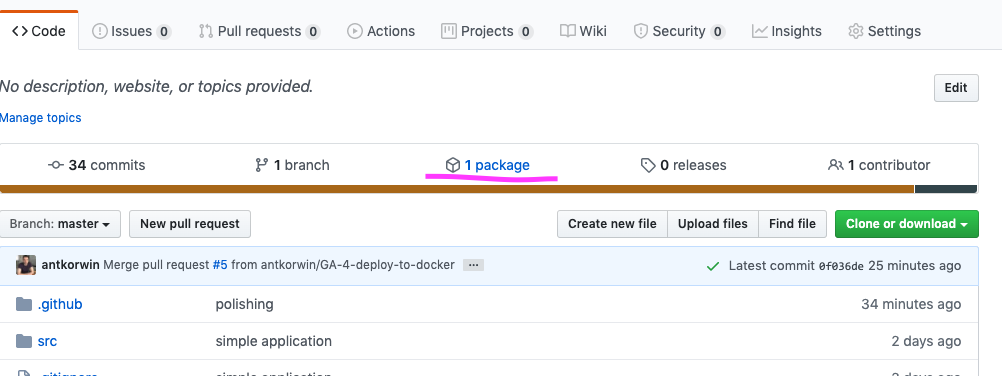 Code Issues 0 Pull requests 0 Actions Projects 0 Wiki Security 0 Insights Settings
No description, website, or topics provided. Edit
Manage topics
34 commits 1 branch 1 package 0 releases 1 contributor
Branch: master New pull request Create new file Upload files Find file Clone or download
antkorwin Merge pull request #5 from antkorwin/GA-4-deploy-to-docker ... Latest commit 0f036de 25 minutes ago
.github polishing 34 minutes ago
src simple application 2 days ago